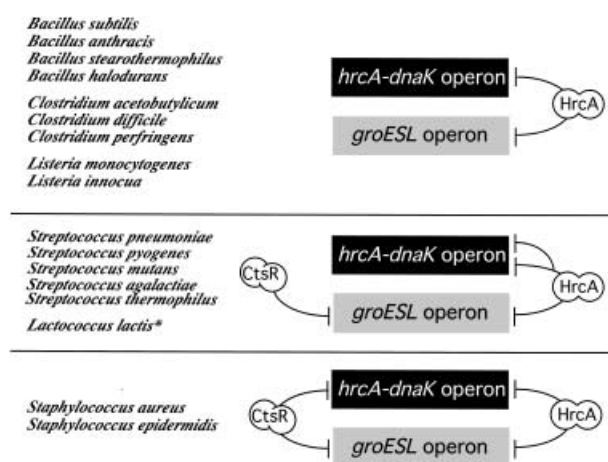 Bacillus subtilis
Bacillus anthracis
Bacillus stearothermophilus
Bacillus halodurans
Clostridium acetobutylicum
Clostridium difficile
Clostridium perfringens
Listeria monocytogenes
Listeria innocua
hrcA-dnaK operon
HrcA
groESL operon
Streptococcus pneumoniae
Streptococcus pyogenes
Streptococcus mutans
Streptococcus agalactiae
Streptococcus thermophilus
Lactococcus lactis*
CtsR
hrcA-dnaK operon
HrcA
groESL operon
Staphylococcus aureus
Staphylococcus epidermidis
CtsR
hrcA-dnaK operon
HrcA
groESL operon